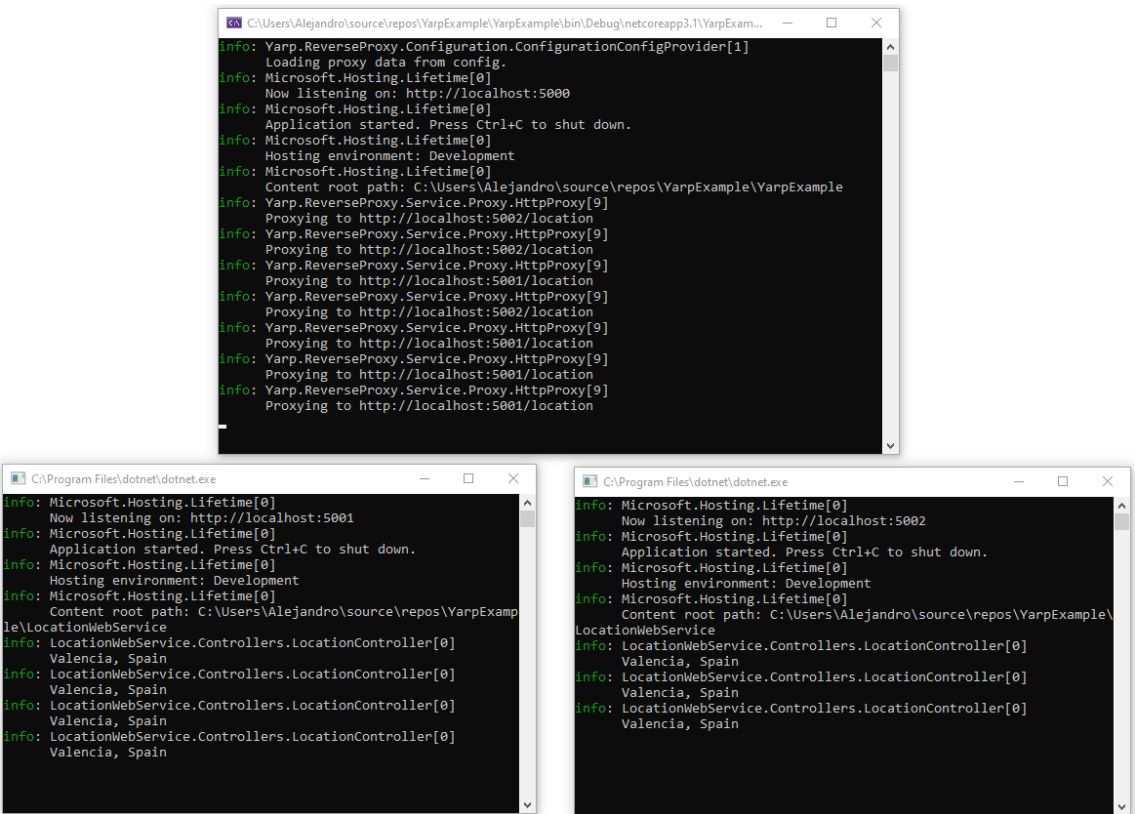 C:\Users\Alejandro\source\repos\YarpExample\YarpExample\bin\Debug\netcoreapp3.1\YarpExam...
info: Yarp.ReverseProxy.Configuration.ConfigurationConfigProvider[1]
Loading proxy data from config.
info: Microsoft.Hosting.Lifetime[0]
Now listening on: http://localhost:5000
info: Microsoft.Hosting.Lifetime[0]
Application started. Press Ctrl+C to shut down.
info: Microsoft.Hosting.Lifetime[0]
Hosting environment: Development
info: Microsoft.Hosting.Lifetime[0]
Content root path: C:\Users\Alejandro\source\repos\YarpExample\YarpExample
info: Yarp.ReverseProxy.Service.Proxy.HttpProxy[9]
Proxying to http://localhost:5002/location
info: Yarp.ReverseProxy.Service.Proxy.HttpProxy[9]
Proxying to http://localhost:5002/location
info: Yarp.ReverseProxy.Service.Proxy.HttpProxy[9]
Proxying to http://localhost:5001/location
info: Yarp.ReverseProxy.Service.Proxy.HttpProxy[9]
Proxying to http://localhost:5002/location
info: Yarp.ReverseProxy.Service.Proxy.HttpProxy[9]
Proxying to http://localhost:5001/location
info: Yarp.ReverseProxy.Service.Proxy.HttpProxy[9]
Proxying to http://localhost:5001/location
info: Yarp.ReverseProxy.Service.Proxy.HttpProxy[9]
Proxying to http://localhost:5001/location
C:\Program Files\dotnet\dotnet.exe
info: Microsoft.Hosting.Lifetime[0]
Now listening on: http://localhost:5001
info: Microsoft.Hosting.Lifetime[0]
Application started. Press Ctrl+C to shut down.
info: Microsoft.Hosting.Lifetime[0]
Hosting environment: Development
info: Microsoft.Hosting.Lifetime[0]
Content root path: C:\Users\Alejandro\source\repos\YarpExamp
le\LocationWebService
info: LocationWebService.Controllers.LocationController[0]
Valencia, Spain
info: LocationWebService.Controllers.LocationController[0]
Valencia, Spain
info: LocationWebService.Controllers.LocationController[0]
Valencia, Spain
info: LocationWebService.Controllers.LocationController[0]
Valencia, Spain
C:\Program Files\dotnet\dotnet.exe
info: Microsoft.Hosting.Lifetime[0]
Now listening on: http://localhost:5002
info: Microsoft.Hosting.Lifetime[0]
Application started. Press Ctrl+C to shut down.
info: Microsoft.Hosting.Lifetime[0]
Hosting environment: Development
info: Microsoft.Hosting.Lifetime[0]
Content root path: C:\Users\Alejandro\source\repos\YarpExample\
LocationWebService
info: LocationWebService.Controllers.LocationController[0]
Valencia, Spain
info: LocationWebService.Controllers.LocationController[0]
Valencia, Spain
info: LocationWebService.Controllers.LocationController[0]
Valencia, Spain